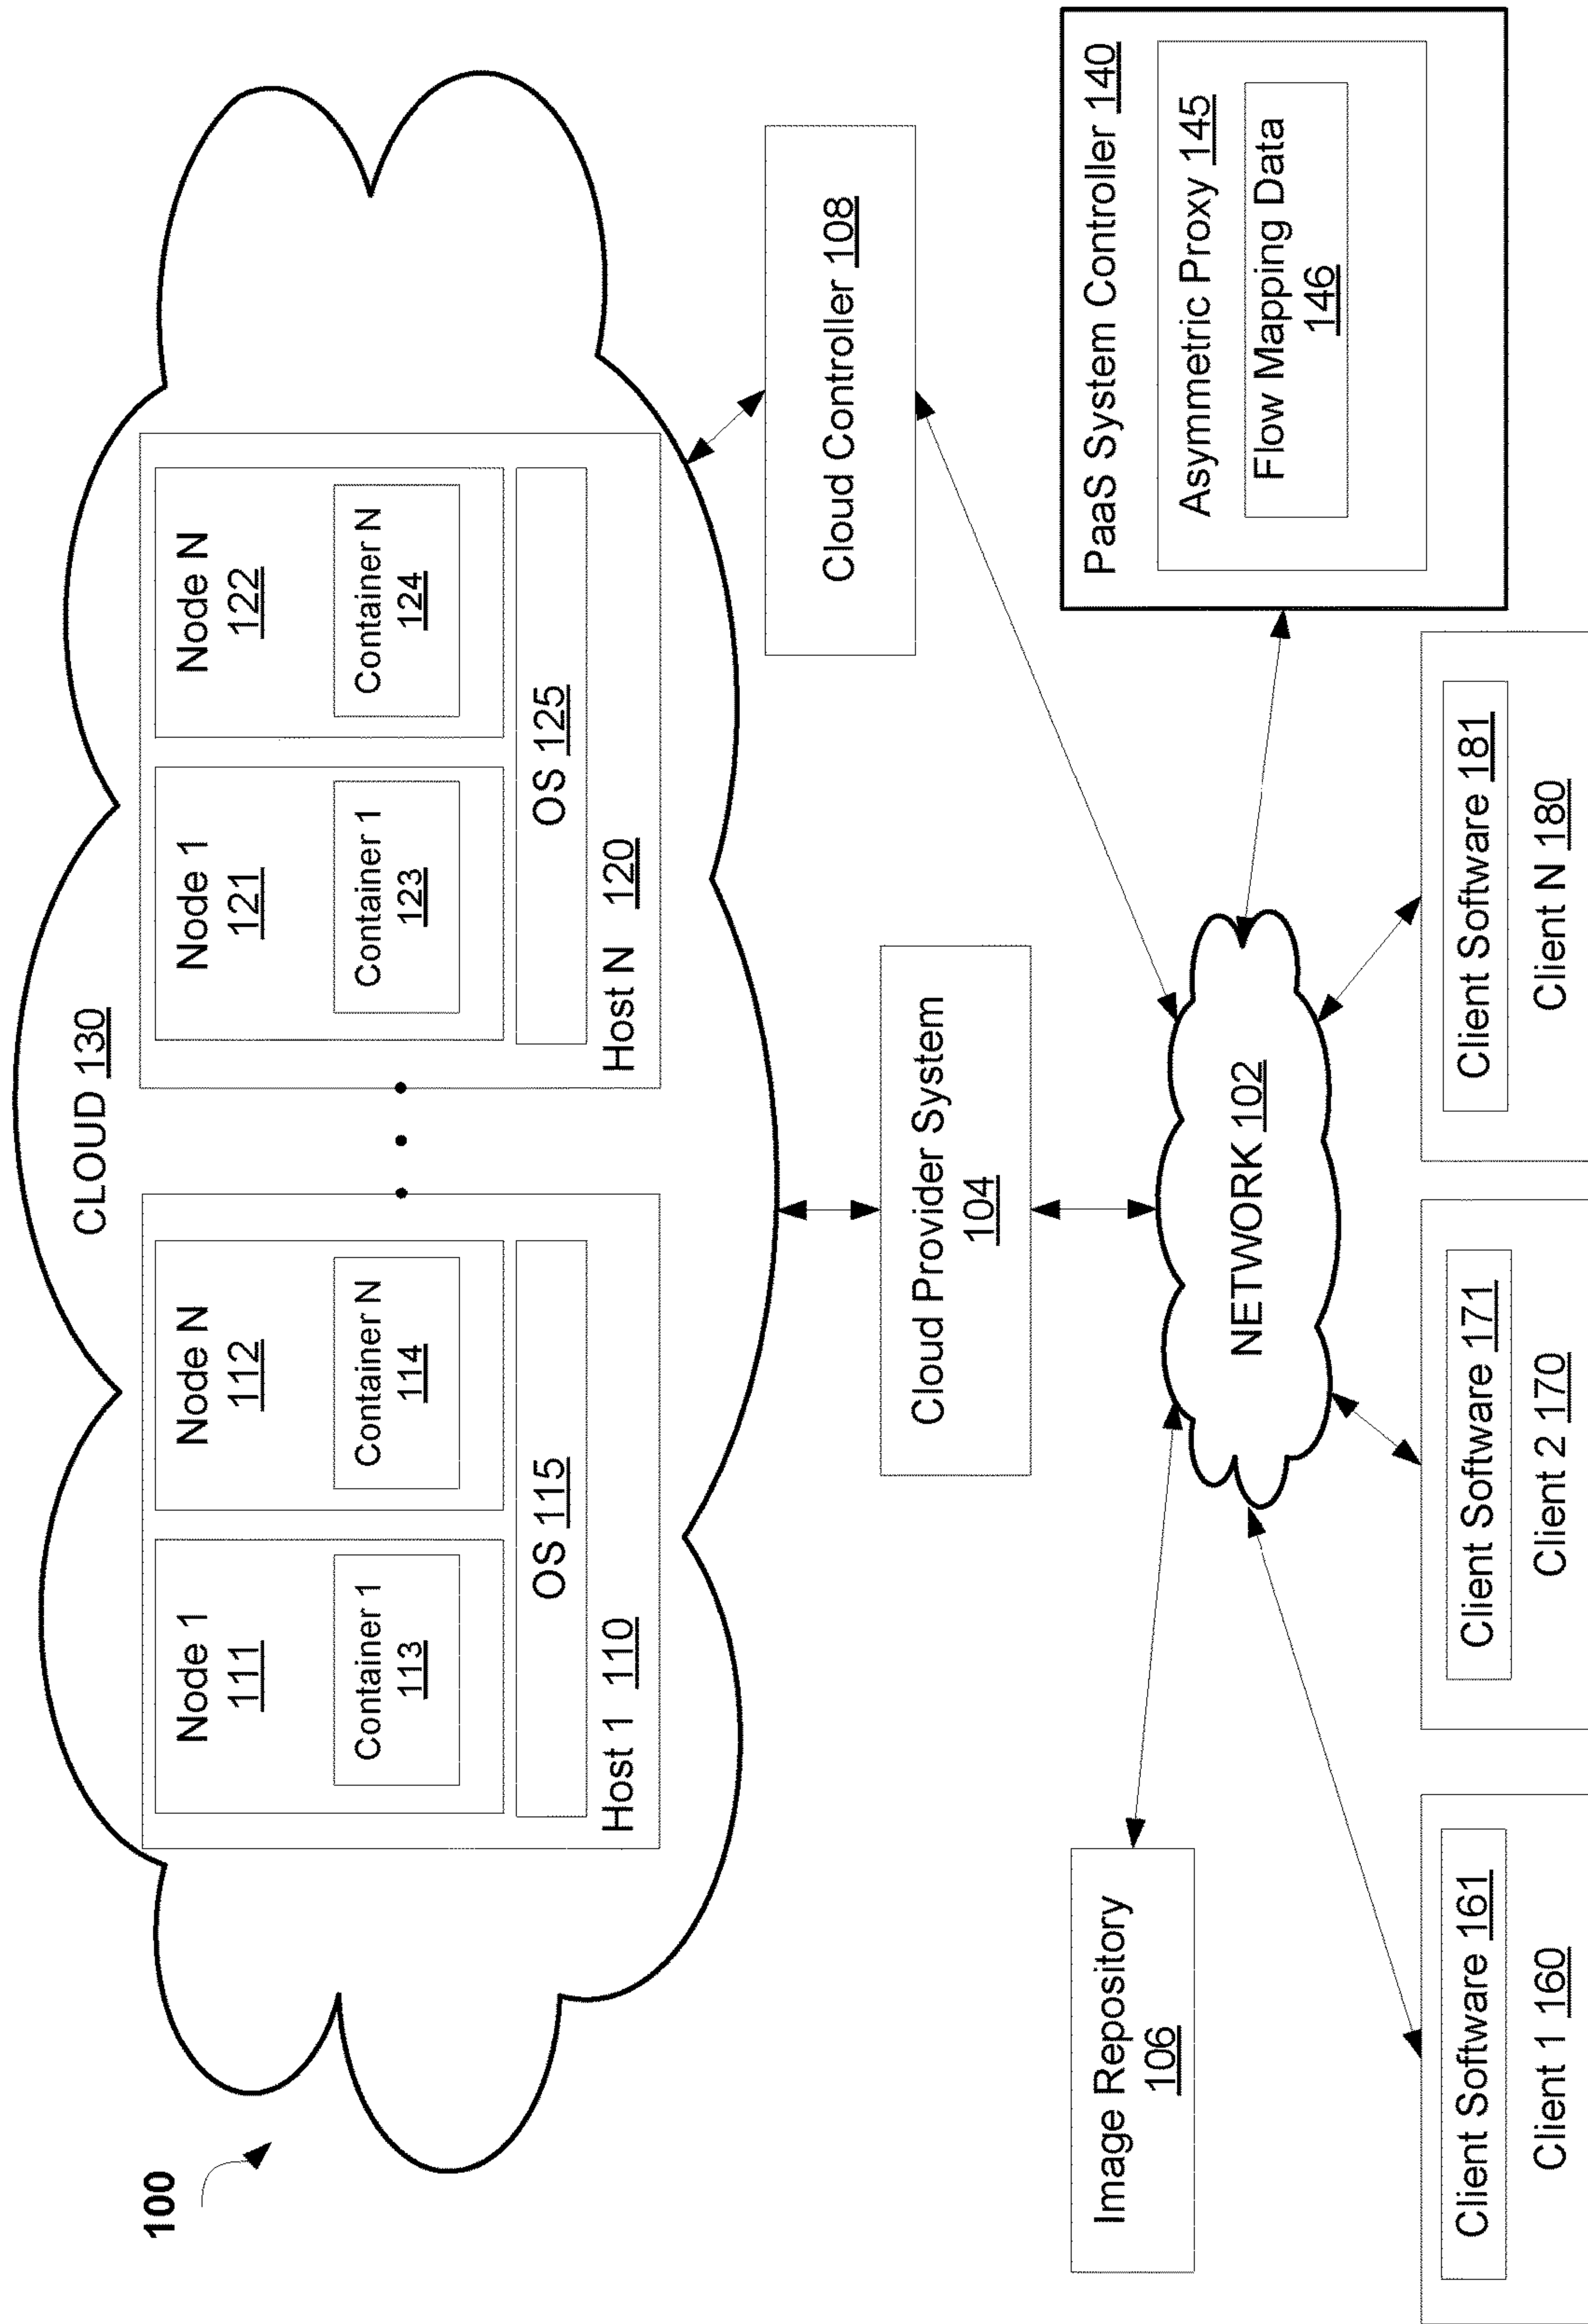 100
CLOUD 130
Node 1
111
Container 1
113
Node N
112
Container N
114
OS 115
Host 1 110
Node 1
121
Container 1
123
Node N
122
Container N
124
OS 125
Host N 120
Cloud Provider System
104
Cloud Controller 108
Image Repository
106
NETWORK 102
PaaS System Controller 140
Asymmetric Proxy 145
Flow Mapping Data
146
Client Software 161
Client 1 160
Client Software 171
Client 2 170
Client Software 181
Client N 180